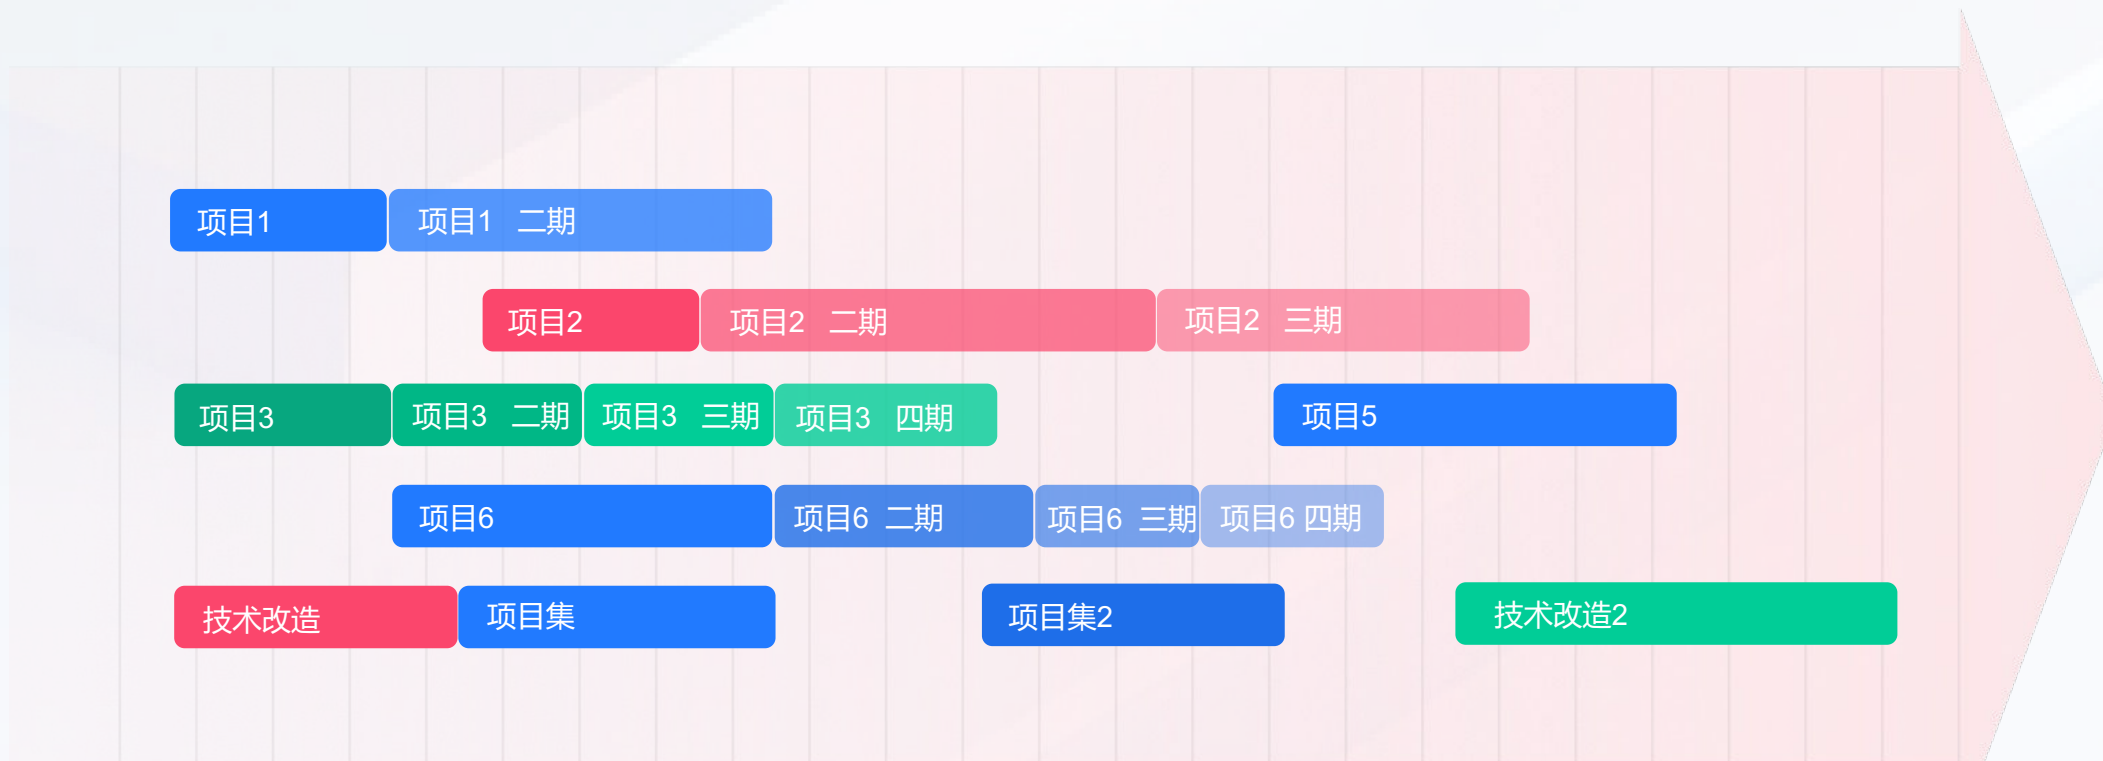 项目1
项目1 二期
项目2
项目2 二期
项目2 三期
项目3
项目3 二期
项目3 三期
项目3 四期
项目5
项目6
项目6 二期
项目6 三期
项目6 四期
技术改造
项目集
项目集2
技术改造2